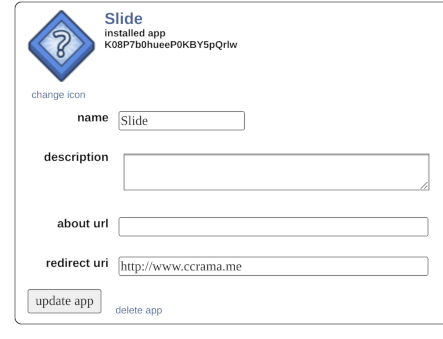 Slide
installed app
K08P7b0hueeP0KBY5pQrlw
change icon
name
Slide
description
about url
redirect uri
http://www.ccrama.me
update app
delete app